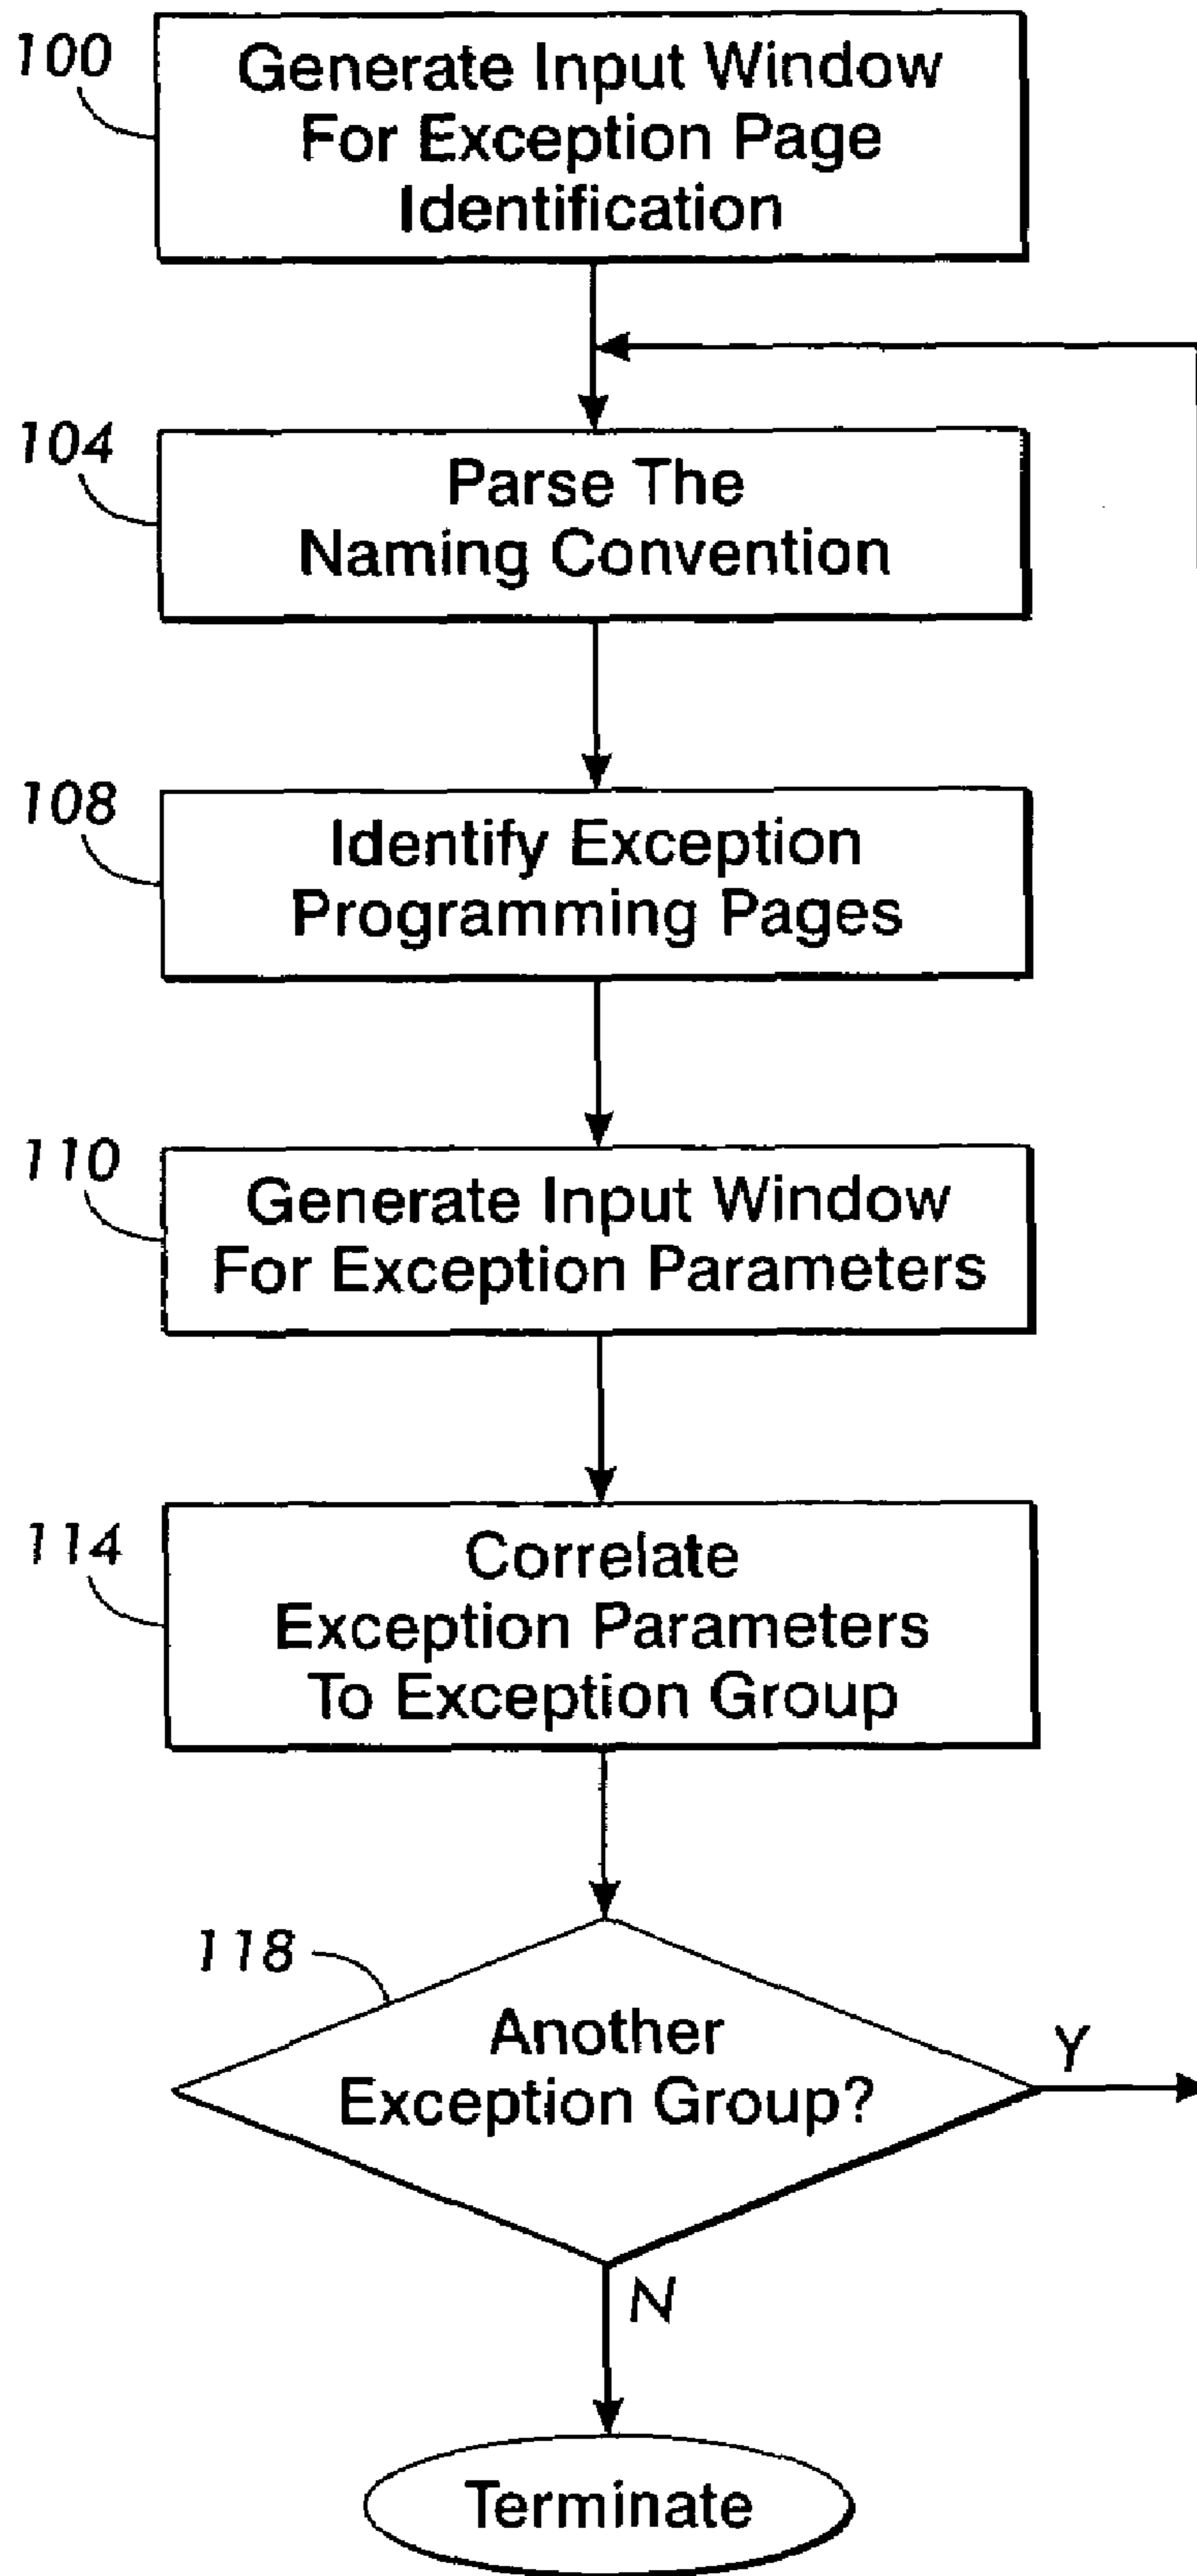 100
Generate Input Window
For Exception Page
Identification
104
Parse The
Naming Convention
108
Identify Exception
Programming Pages
110
Generate Input Window
For Exception Parameters
114
Correlate
Exception Parameters
To Exception Group
118
Another
Exception Group?
Y
N
Terminate